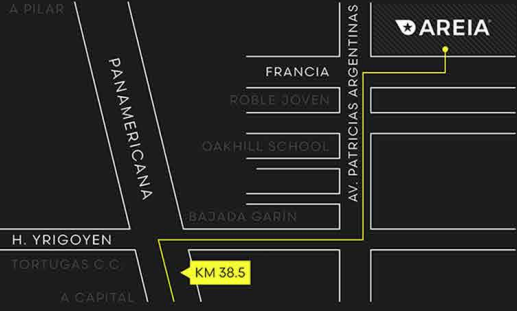 A PILAR
AREIA
PANAMERICANA
AV. PATRICIAS ARGENTINAS
FRANCIA
ROBLE JOVEN
OAKHILL SCHOOL
BAJADA GARÍN
H. YRIGOYEN
TORTUGAS C.C.
KM 38.5
A CAPITAL